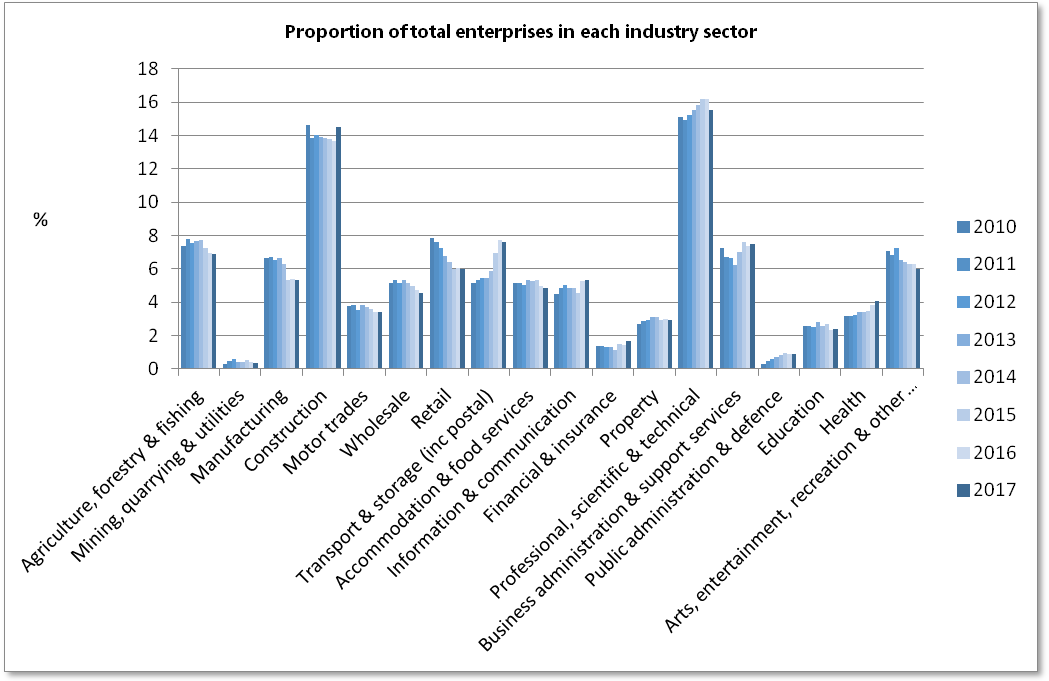 Proportion of total enterprises in each industry sector
18
16
14
12
10
8
6
4
2
0
%
Agriculture, forestry & fishing
Mining, quarrying & utilities
Manufacturing
Construction
Motor trades
Wholesale
Retail
Transport & storage (inc postal)
Accommodation & food services
Information & communication
Financial & insurance
Property
Professional, scientific & technical
Business administration & support services
Public administration & defence
Education
Health
Arts, entertainment, recreation & other ...
2010
2011
2012
2013
2014
2015
2016
2017